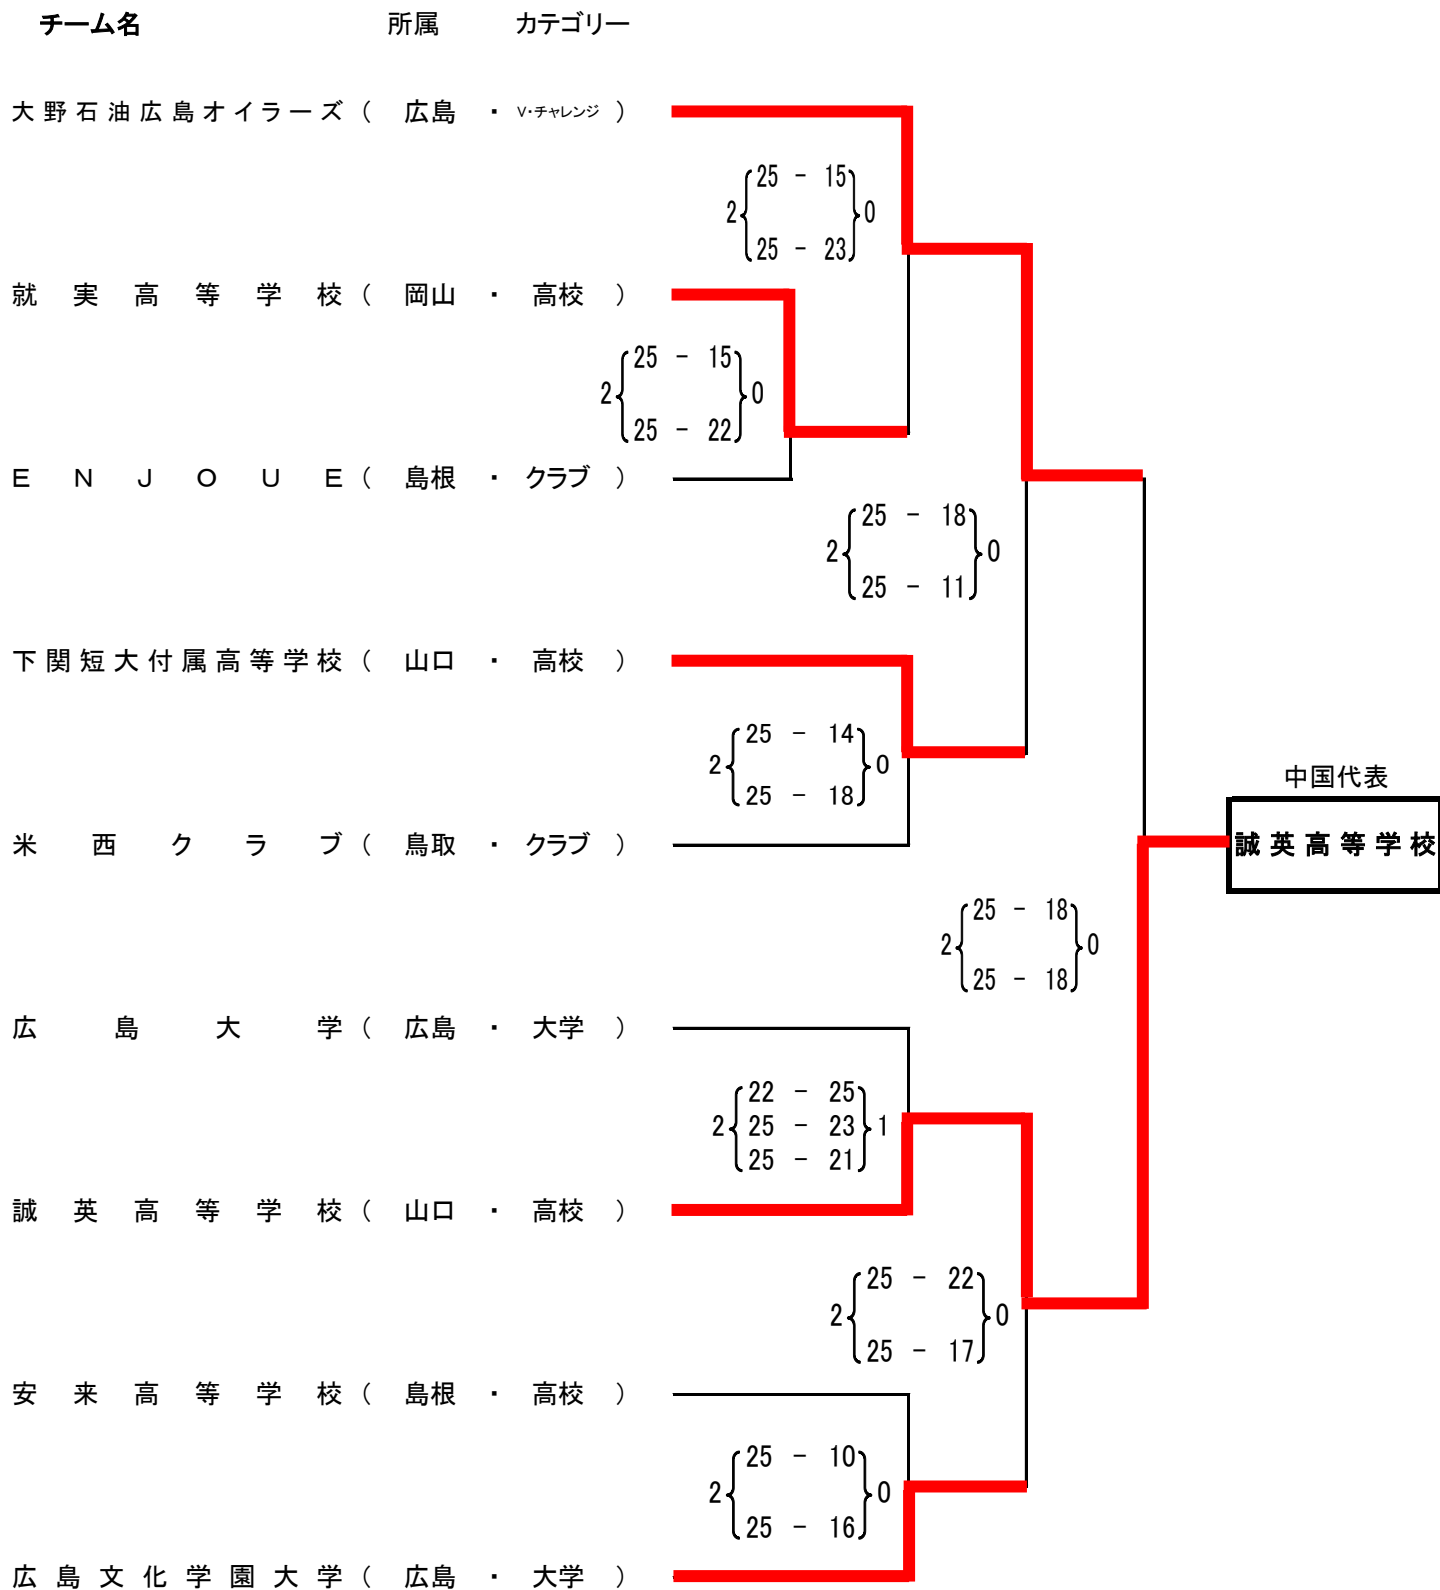 チーム名 所属 カテゴリー
大野石油広島オイラーズ ( 広島 ・ V・チャレンジ )
25 - 15
2 0
25 - 23
就実高等学校 ( 岡山 ・ 高校 )
25 - 15
2 0
25 - 22
ENJOUE ( 島根 ・ クラブ )
25 - 18
2 0
25 - 11
下関短大付属高等学校 ( 山口 ・ 高校 )
25 - 14
2 0
25 - 18
中国代表
誠英高等学校
米西クラブ ( 鳥取 ・ クラブ )
25 - 18
2 0
25 - 18
広島大学 ( 広島 ・ 大学 )
22 - 25
2 25 - 23 1
25 - 21
誠英高等学校 ( 山口 ・ 高校 )
25 - 22
2 0
25 - 17
安来高等学校 ( 島根 ・ 高校 )
25 - 10
2 0
25 - 16
広島文化学園大学 ( 広島 ・ 大学 )